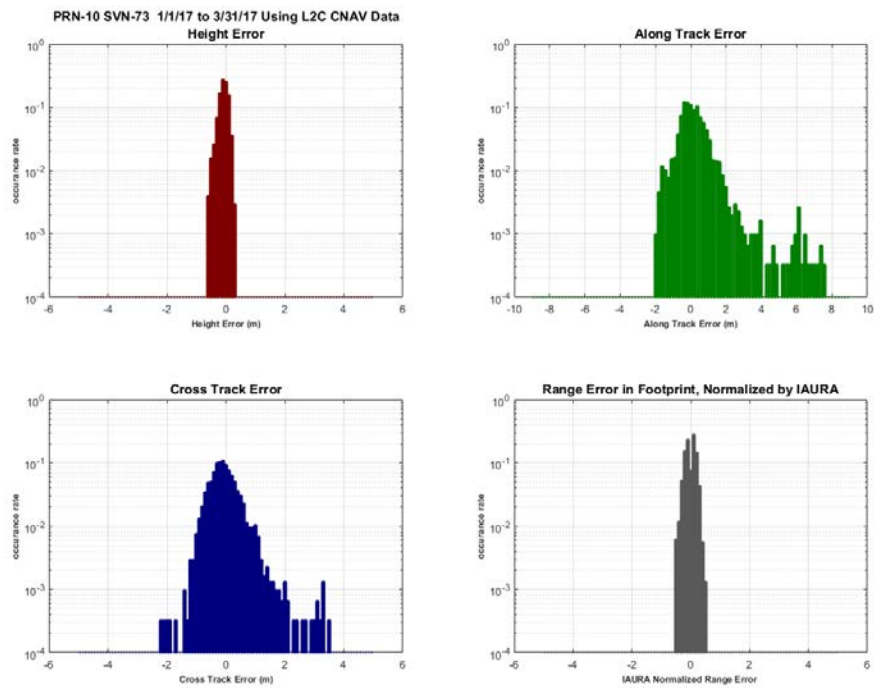 PRN-10 SVN-73 1/1/17 to 3/31/17 Using L2C CNAV Data
Height Error
10^0
10^-1
10^-2
10^-3
10^-4
occurance rate
-6 -4 -2 0 2 4 6
Height Error (m)
Along Track Error
10^0
10^-1
10^-2
10^-3
10^-4
occurance rate
-10 -8 -6 -4 -2 0 2 4 6 8 10
Along Track Error (m)
Cross Track Error
10^0
10^-1
10^-2
10^-3
10^-4
occurance rate
-6 -4 -2 0 2 4 6
Cross Track Error (m)
Range Error in Footprint, Normalized by IAURA
10^0
10^-1
10^-2
10^-3
10^-4
occurance rate
-6 -4 -2 0 2 4 6
IAURA Normalized Range Error